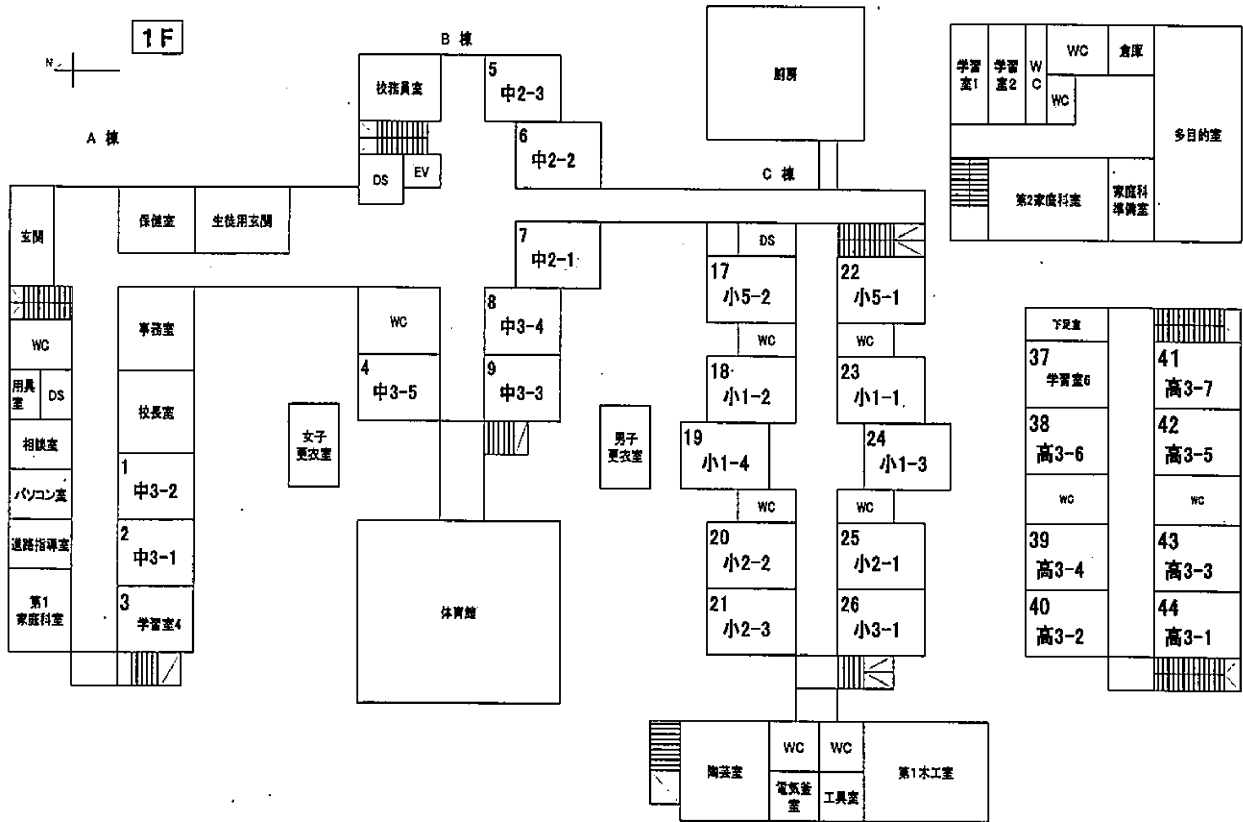 1F
N
A 棟
B 棟
C 棟
玄関
保健室
生徒用玄関
WC
用具
室
DS
相談室
パソコン室
進路指導室
第1
家庭科室
事務室
校長室
1
中3-2
2
中3-1
3
学習室4
校務員室
DS
EV
5
中2-3
6
中2-2
7
中2-1
WC
8
中3-4
4
中3-5
9
中3-3
女子
更衣室
男子
更衣室
体育館
厨房
DS
17
小5-2
22
小5-1
WC
WC
18
小1-2
23
小1-1
19
小1-4
24
小1-3
WC
WC
20
小2-2
25
小2-1
21
小2-3
26
小3-1
陶芸室
WC
WC
電気釜
室
工具室
第1木工室
学習
室1
学習
室2
WC
WC
WC
倉庫
多目的室
第2家庭科室
家庭科
準備室
下足室
37
学習室6
41
高3-7
38
高3-6
42
高3-5
WC
WC
39
高3-4
43
高3-3
40
高3-2
44
高3-1